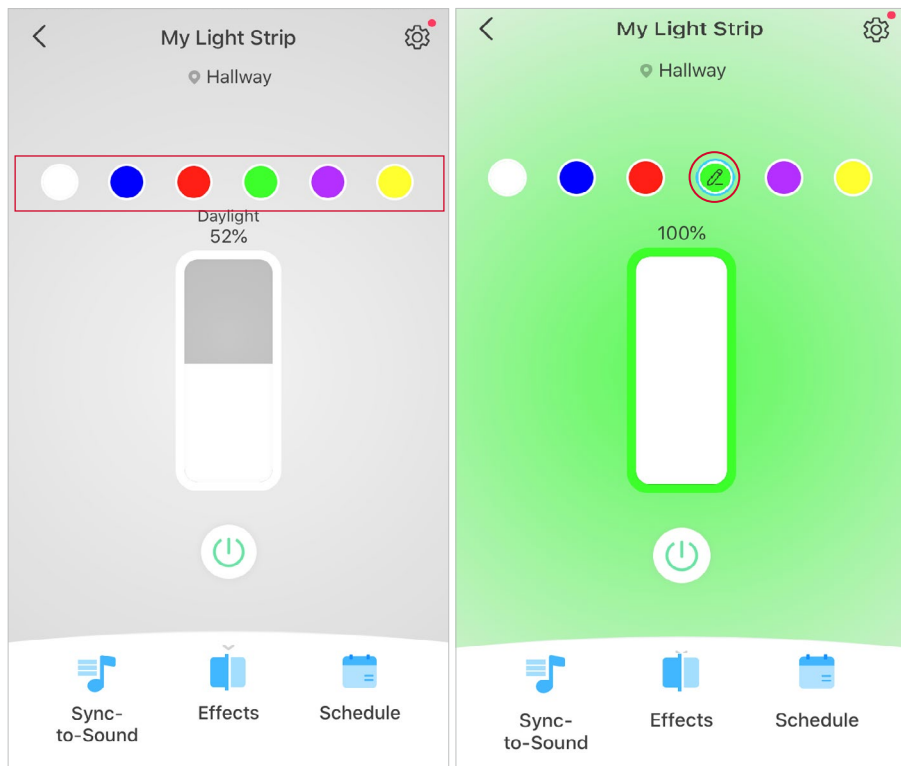 My Light Strip
Hallway
Daylight
52%
Sync-
to-Sound
Effects
Schedule
My Light Strip
Hallway
100%
Sync-
to-Sound
Effects
Schedule